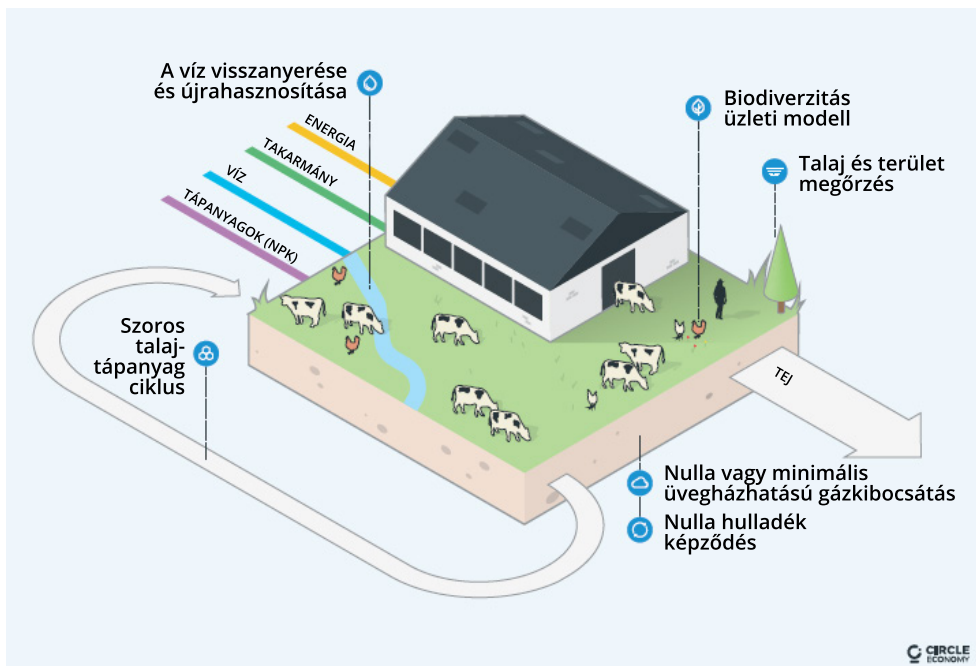 A víz visszanyerése
és újrahasznosítása
Biodiverzitás
üzleti modell
Talaj és terület
megőrzés
ENERGIA
TAKARMÁNY
VÍZ
TÁPANYAGOK (NPK)
Szoros
talaj-
tápanyag
ciklus
TEJ
Nulla vagy minimális
üvegházhatású gázkibocsátás
Nulla hulladék
képződés
CIRCLE
ECONOMY